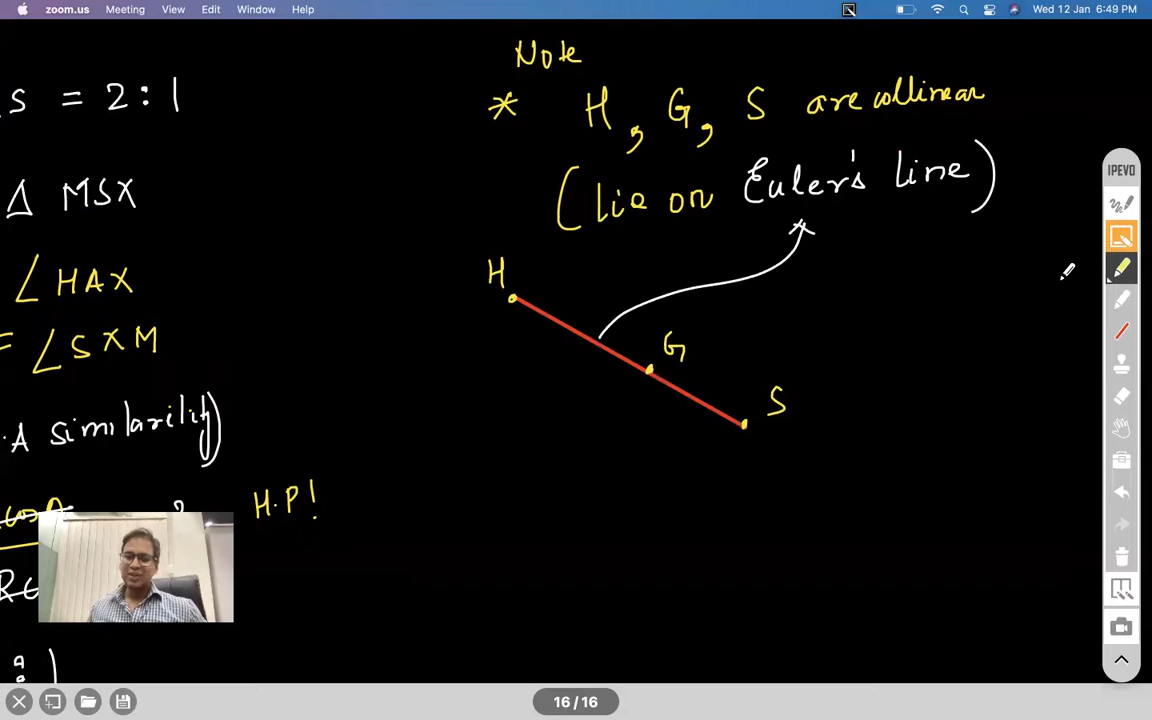 zoom.us Meeting View Edit Window Help Wed 12 Jan 6:49 PM
Note
* H, G, S are collinear
(lie on Euler's line)
H
G
S
S = 2:1
Δ MSX
∠HAX
= ∠SXM
A similarility)
H.P!
IPEVO
16/16